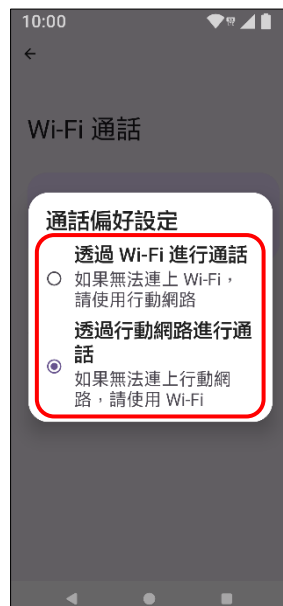 10:00
Wi-Fi 通話
通話偏好設定
透過 Wi-Fi 進行通話
如果無法連上 Wi-Fi，
請使用行動網路
透過行動網路進行通
話
如果無法連上行動網
路，請使用 Wi-Fi